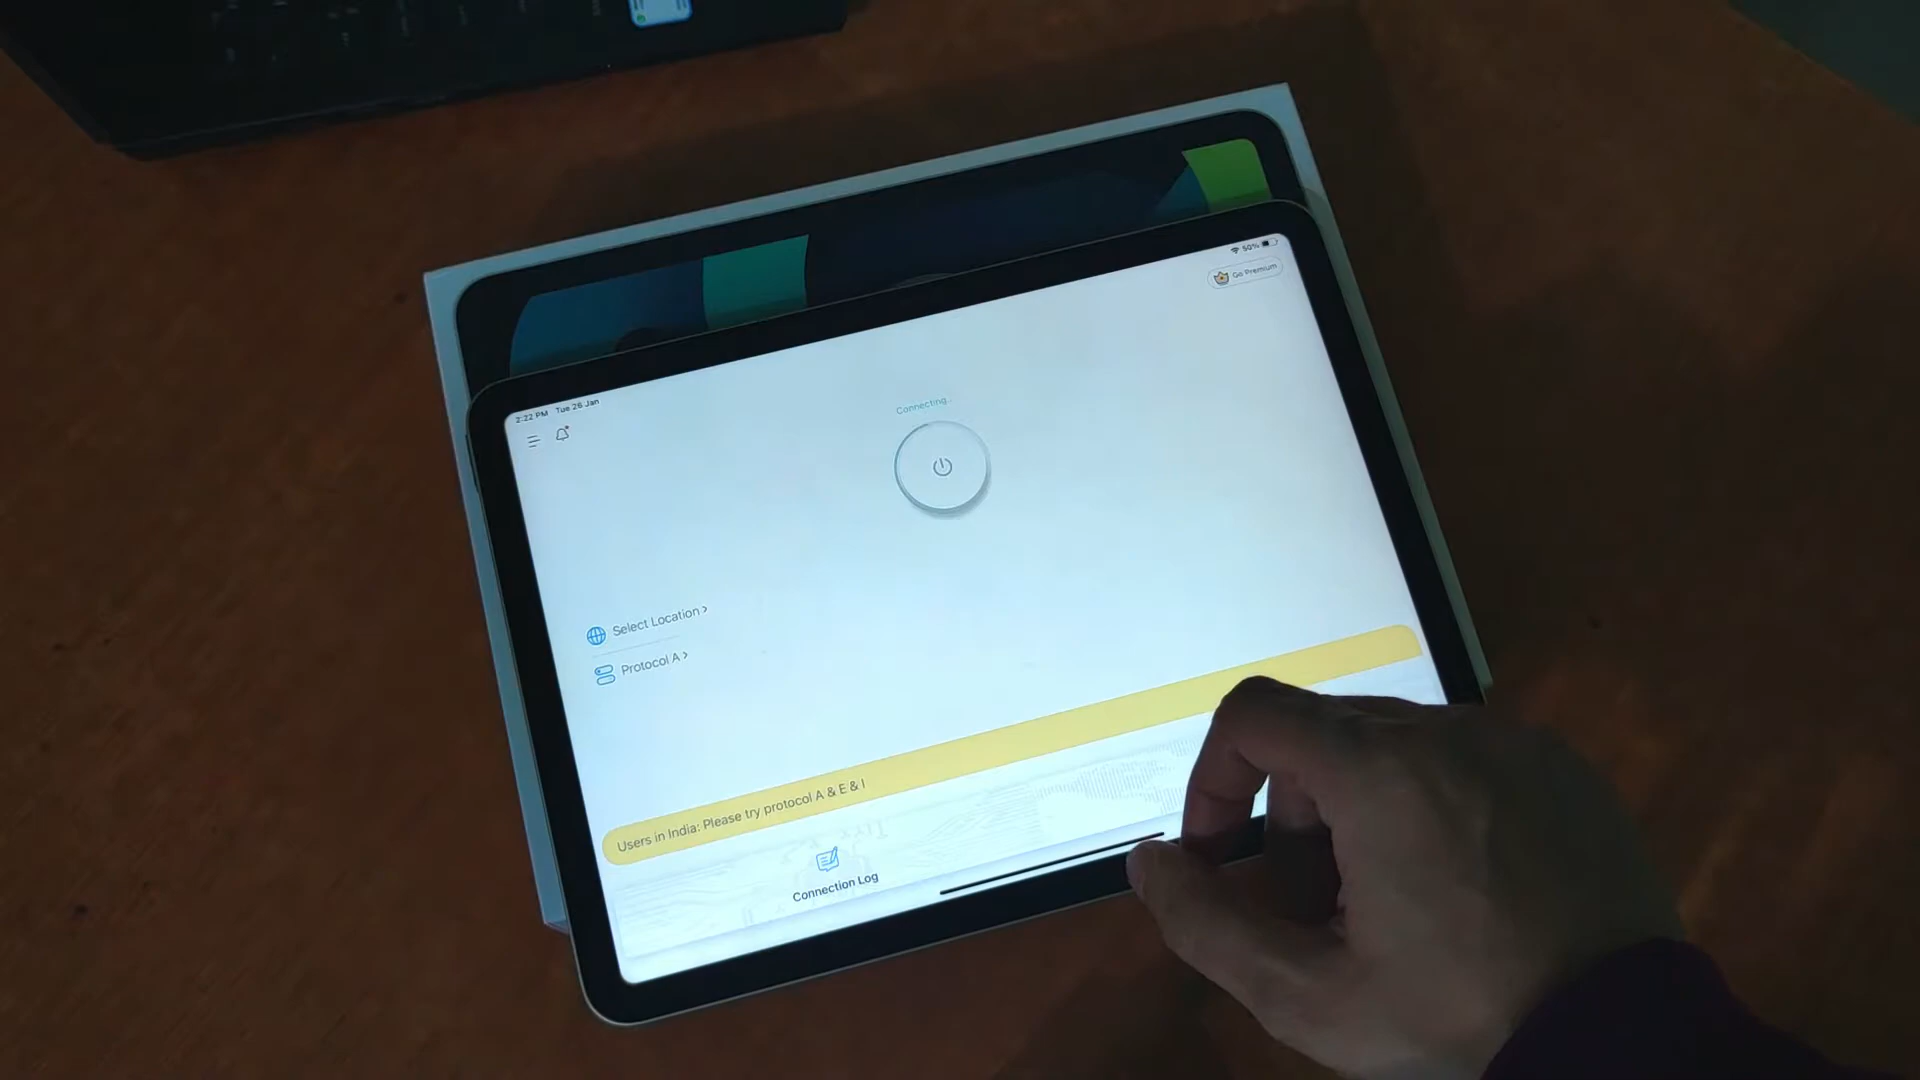 2:22 PM Tue 26 Jan
50%
Go Premium
Connecting..
Select Location >
Protocol A >
Users in India: Please try protocol A & E & I
Connection Log